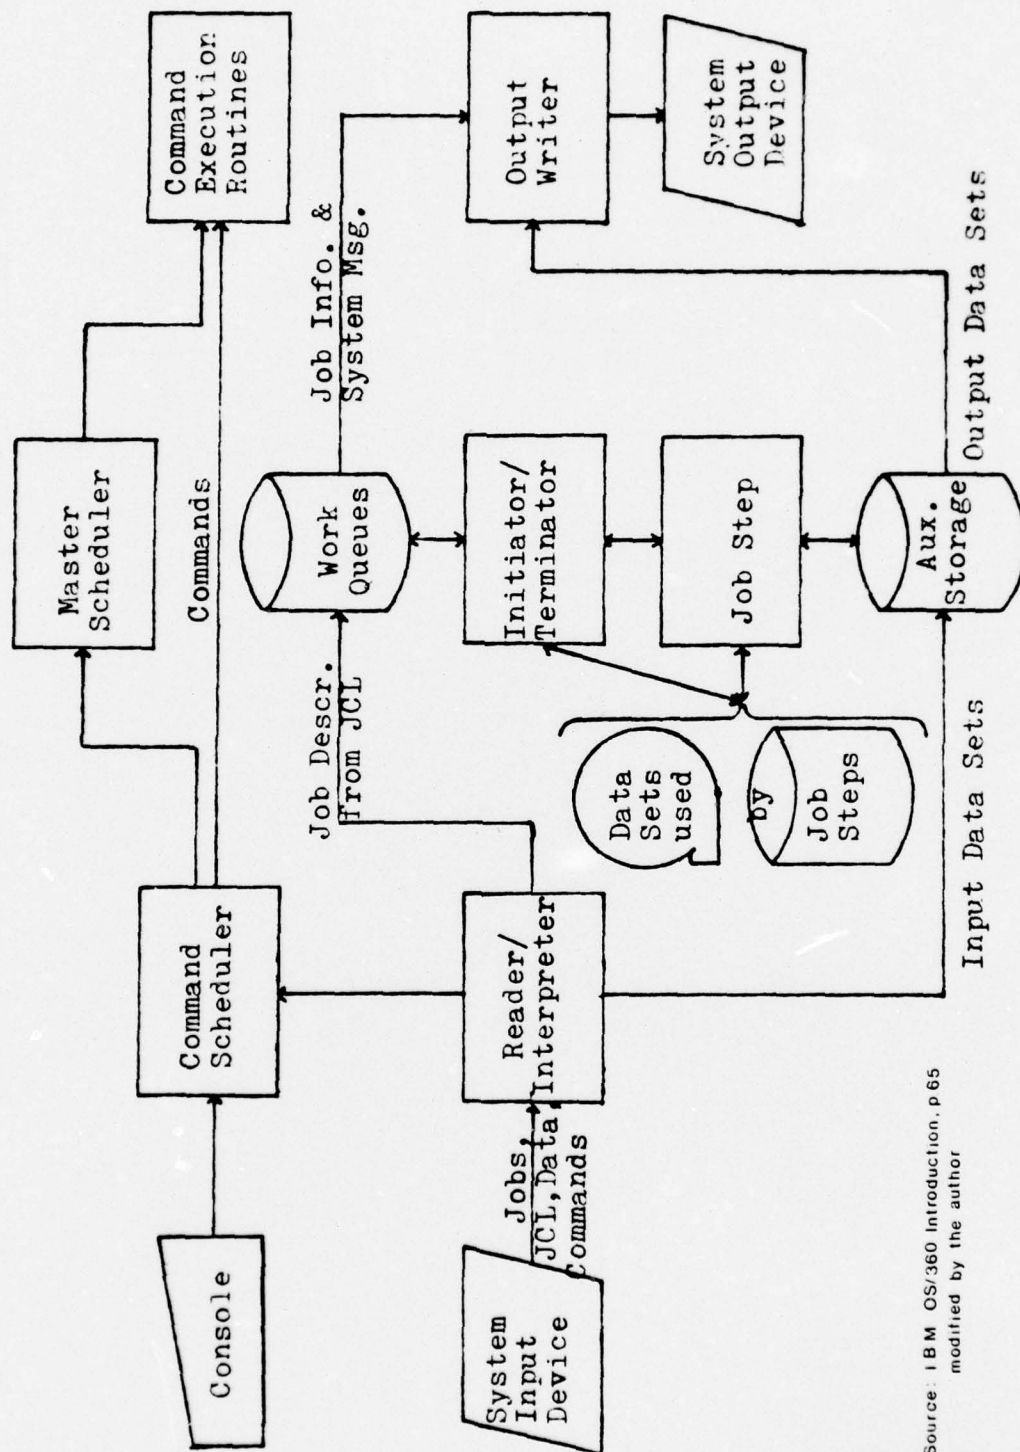 Console
Command
Scheduler
Master
Scheduler
Commands
Command
Execution
Routines
System
Input
Device
Jobs,
JCL,Data,
Commands
Reader/
Interpreter
Job Descr.
from JCL
Work
Queues
Job Info. &
System Msg.
Initiator/
Terminator
Output
Writer
Data
Sets
used
by
Job
Steps
Job Step
System
Output
Device
Aux.
Storage
Input Data Sets
Output Data Sets
Source: IBM OS/360 Introduction, p 65
modified by the author